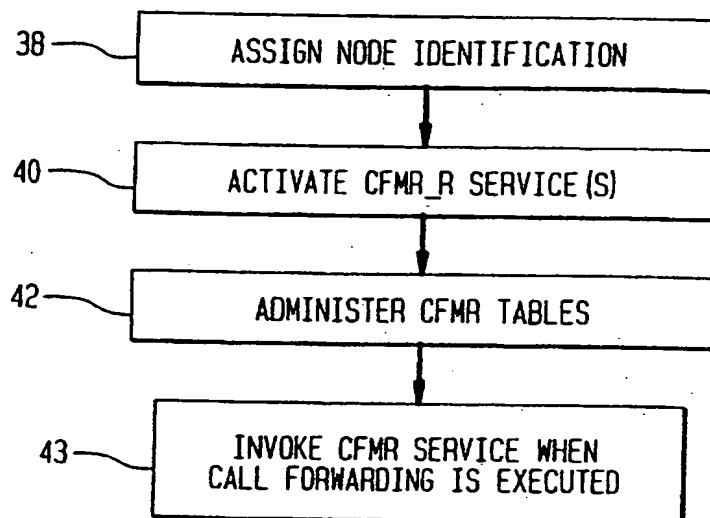 38
ASSIGN NODE IDENTIFICATION
40
ACTIVATE CFMR_R SERVICE(S)
42
ADMINISTER CFMR TABLES
43
INVOKE CFMR SERVICE WHEN
CALL FORWARDING IS EXECUTED